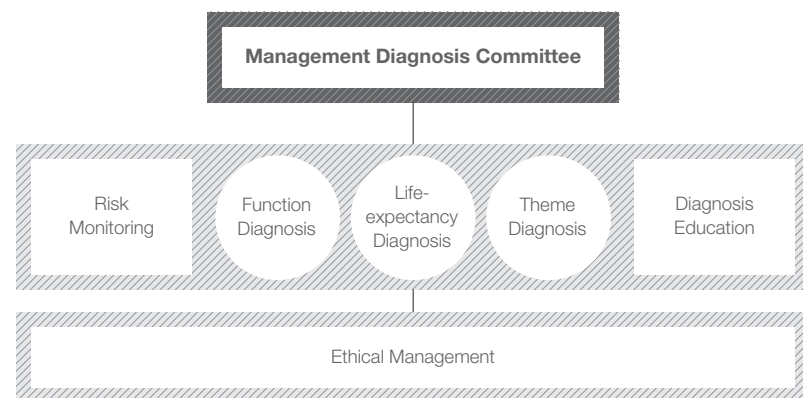 Management Diagnosis Committee
Risk
Monitoring
Function
Diagnosis
Life-
expectancy
Diagnosis
Theme
Diagnosis
Diagnosis
Education
Ethical Management